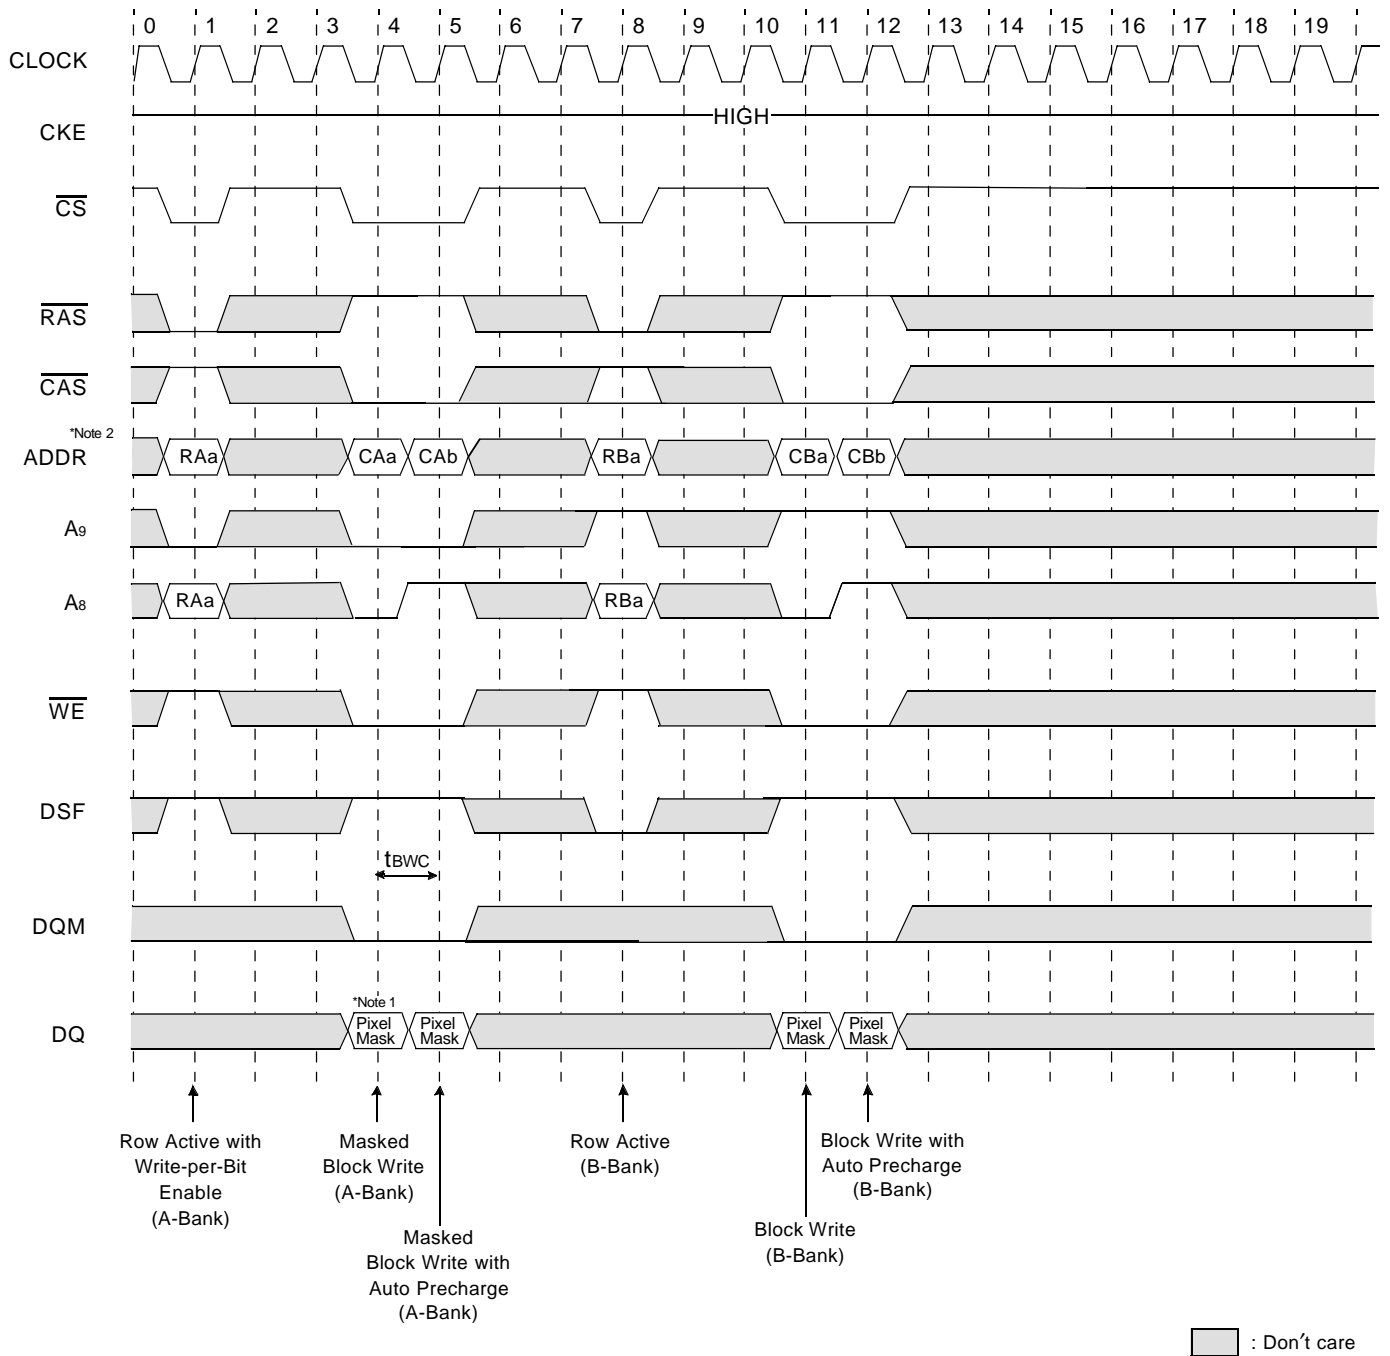 0 1 2 3 4 5 6 7 8 9 10 11 12 13 14 15 16 17 18 19
CLOCK
CKE
HIGH
CS
RAS
CAS
*Note 2
ADDR
RAa CAa CAb RBa CBa CBb
A9
A8
RAa RBa
WE
DSF
tBWC
DQM
*Note 1
DQ
Pixel Mask Pixel Mask Pixel Mask Pixel Mask
Row Active with
Write-per-Bit
Enable
(A-Bank)
Masked
Block Write
(A-Bank)
Masked
Block Write with
Auto Precharge
(A-Bank)
Row Active
(B-Bank)
Block Write
(B-Bank)
Block Write with
Auto Precharge
(B-Bank)
: Don′t care